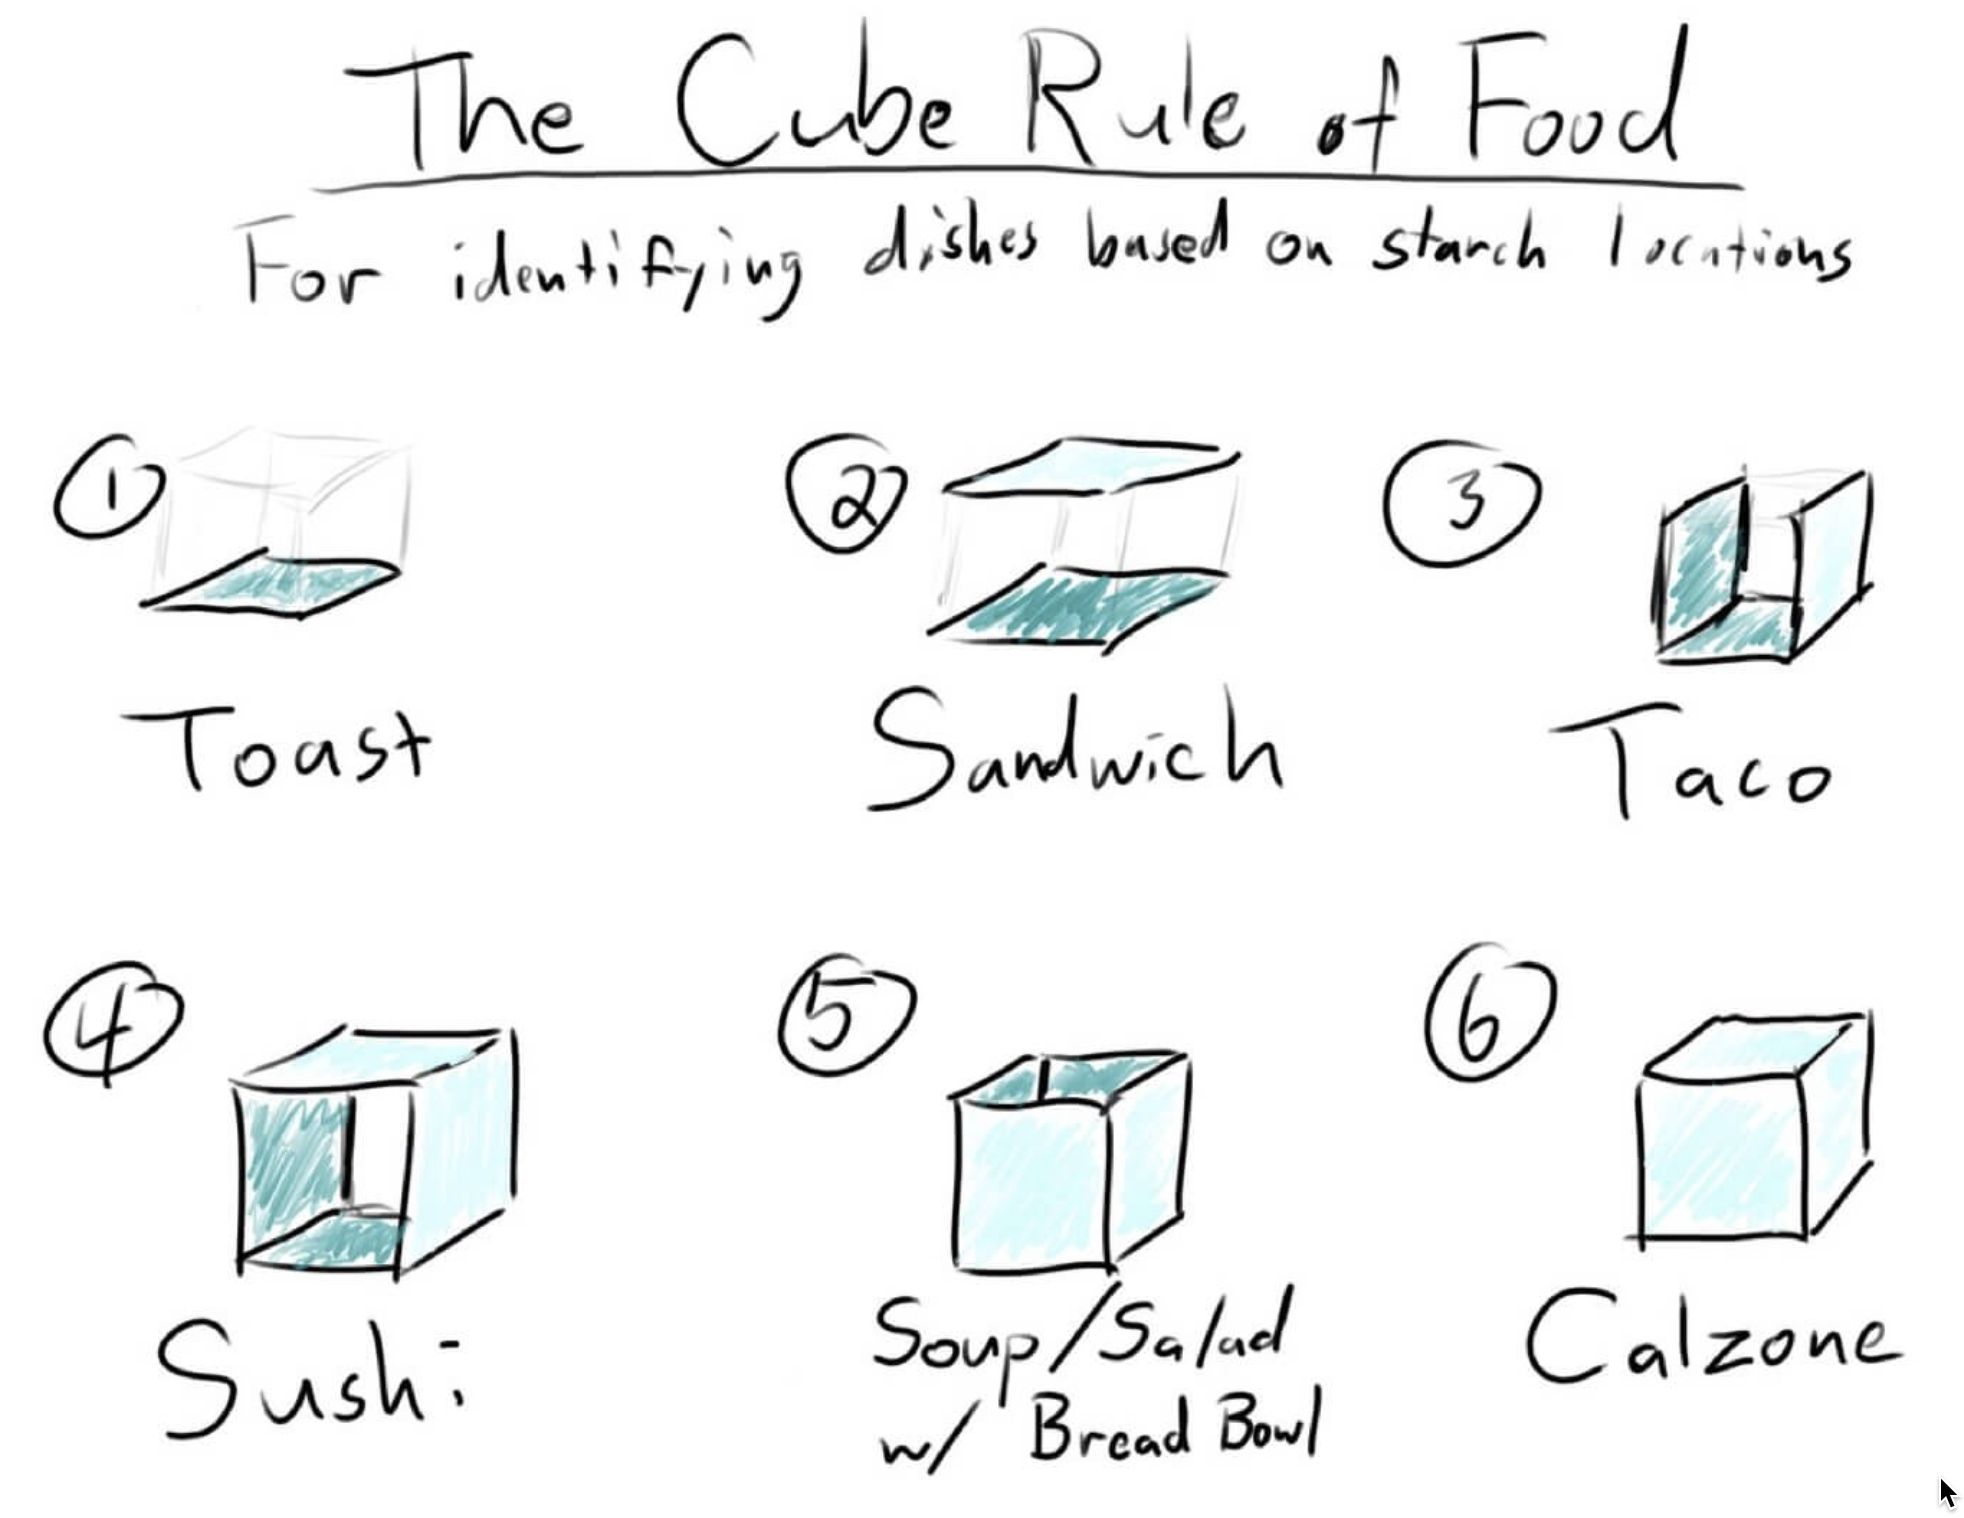 The Cube Rule of Food
For identifying dishes based on starch locations
1
2
3
Toast
Sandwich
Taco
4
5
6
Sushi
Soup/Salad
w/ Bread Bowl
Calzone